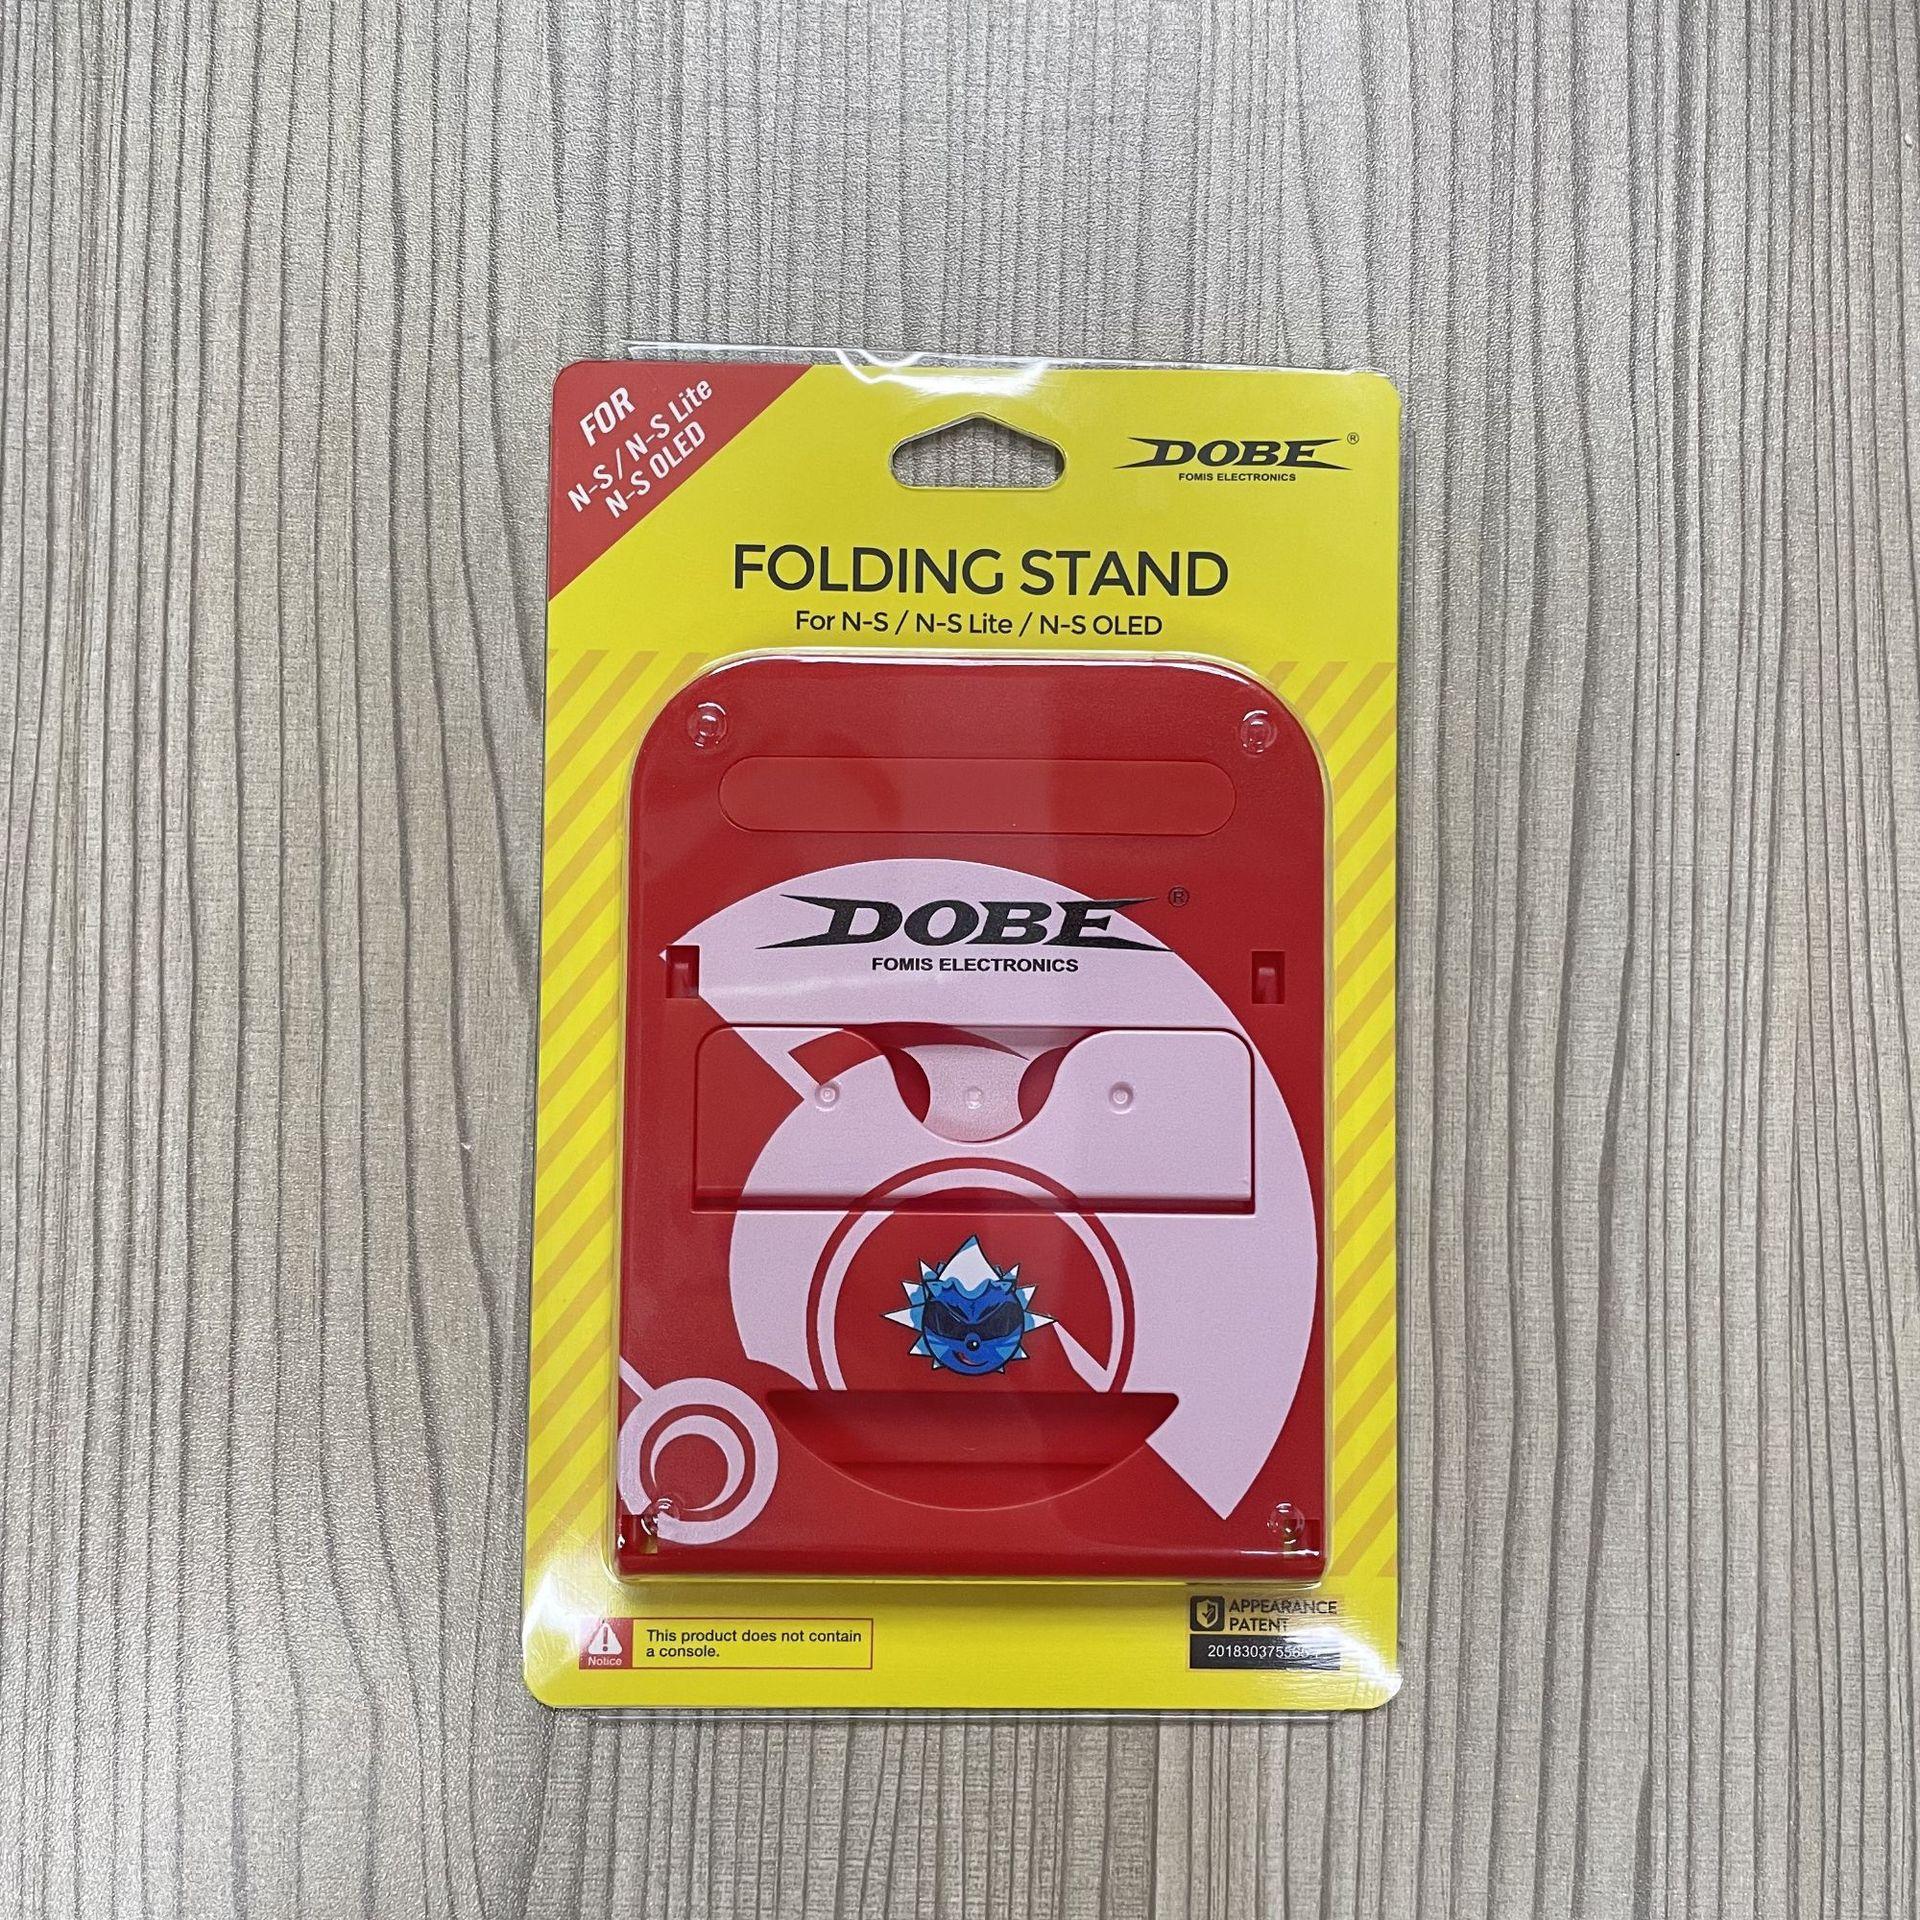 FOR
N-S / N-S Lite
N-S OLED
DOBE ®
FOMIS ELECTRONICS
FOLDING STAND
For N-S / N-S Lite / N-S OLED
DOBE ®
FOMIS ELECTRONICS
Notice
This product does not contain
a console.
APPEARANCE
PATENT